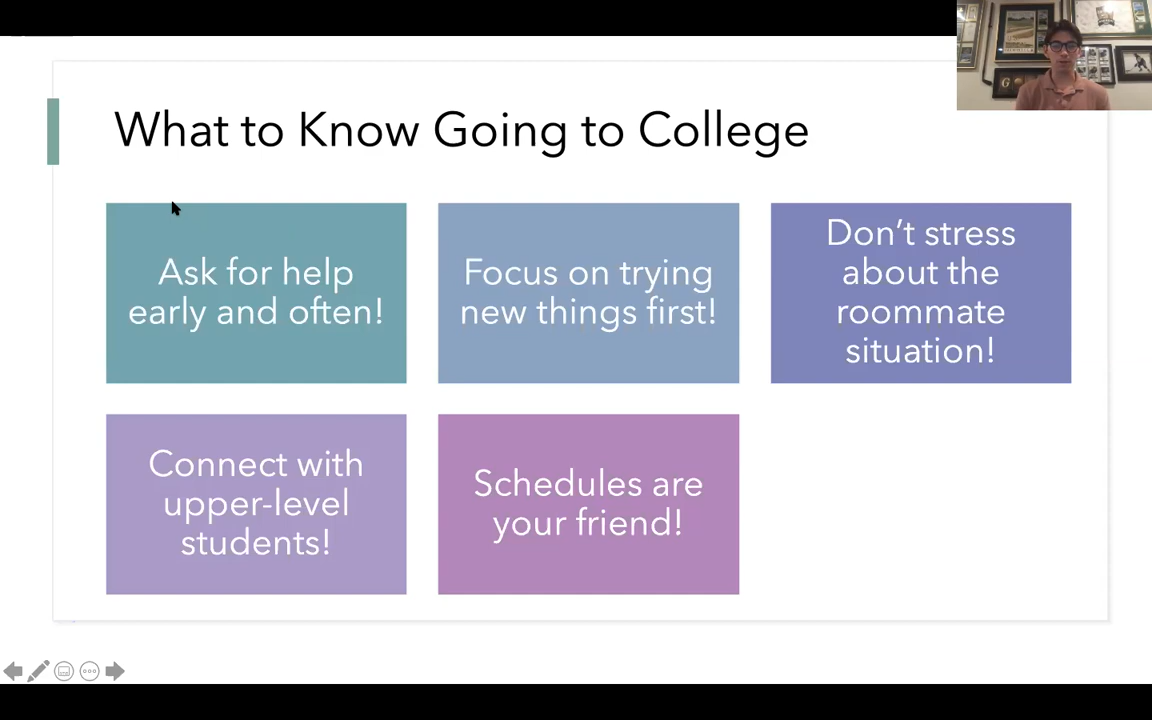 What to Know Going to College
Ask for help
early and often!
Focus on trying
new things first!
Don't stress
about the
roommate
situation!
Connect with
upper-level
students!
Schedules are
your friend!